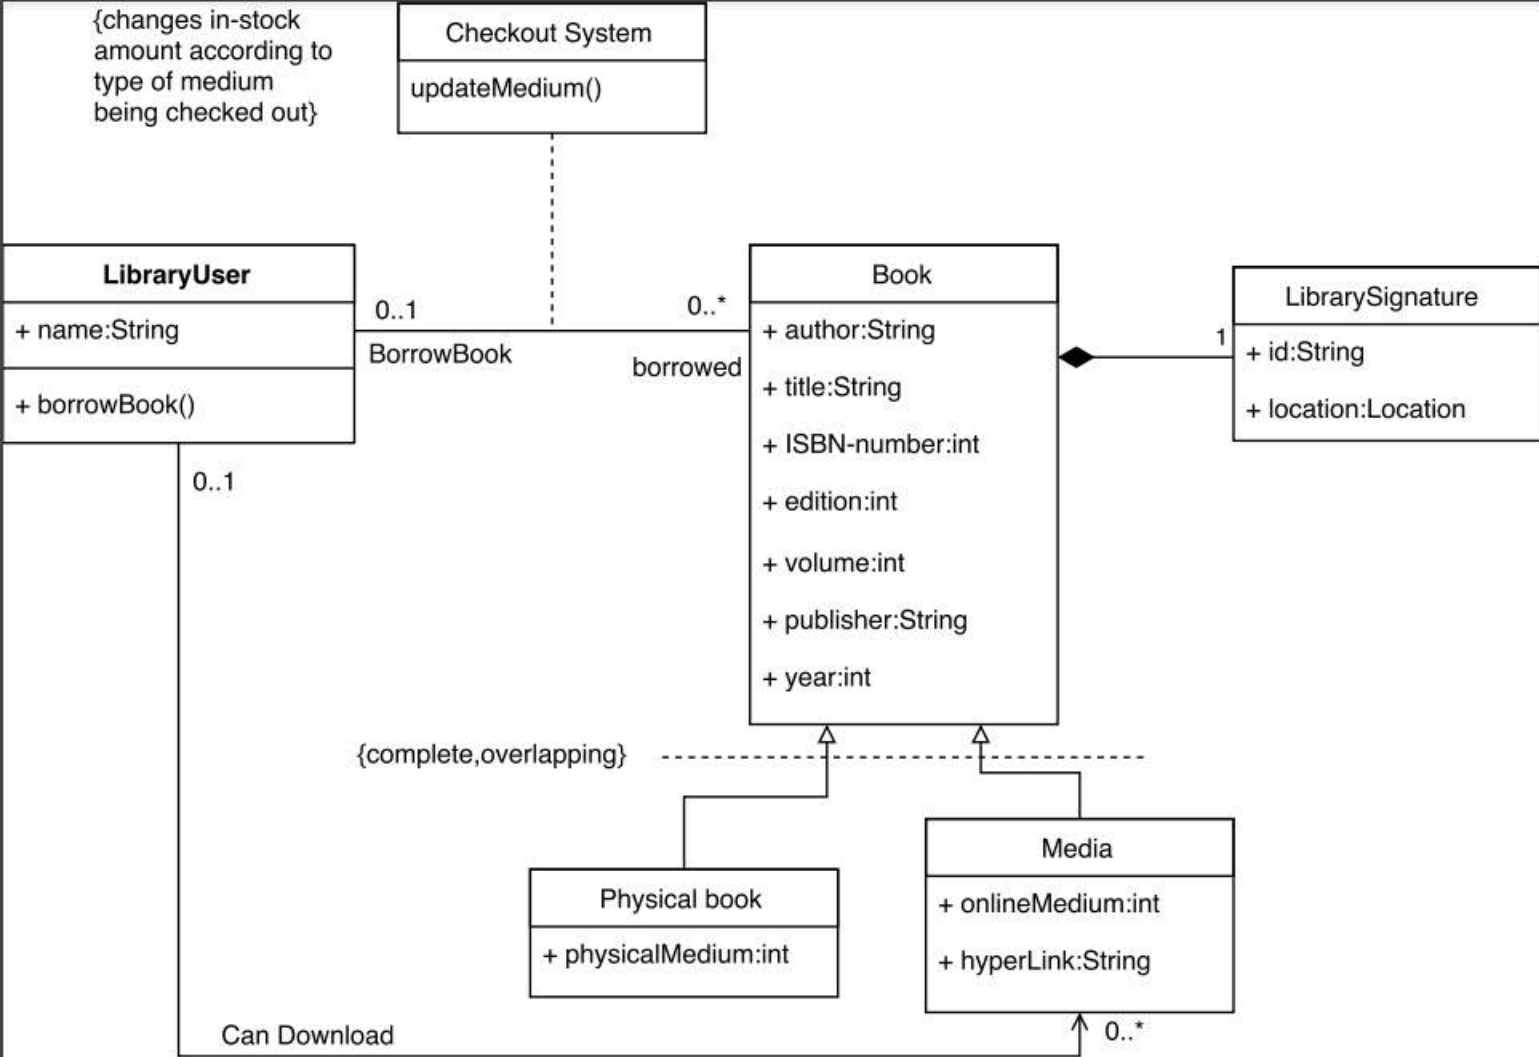 {changes in-stock
amount according to
type of medium
being checked out}
Checkout System
updateMedium()
LibraryUser
+ name:String
+ borrowBook()
0..1
BorrowBook
0..*
borrowed
Book
+ author:String
+ title:String
+ ISBN-number:int
+ edition:int
+ volume:int
+ publisher:String
+ year:int
1
LibrarySignature
+ id:String
+ location:Location
0..1
{complete,overlapping}
Physical book
+ physicalMedium:int
Media
+ onlineMedium:int
+ hyperLink:String
Can Download
0..*